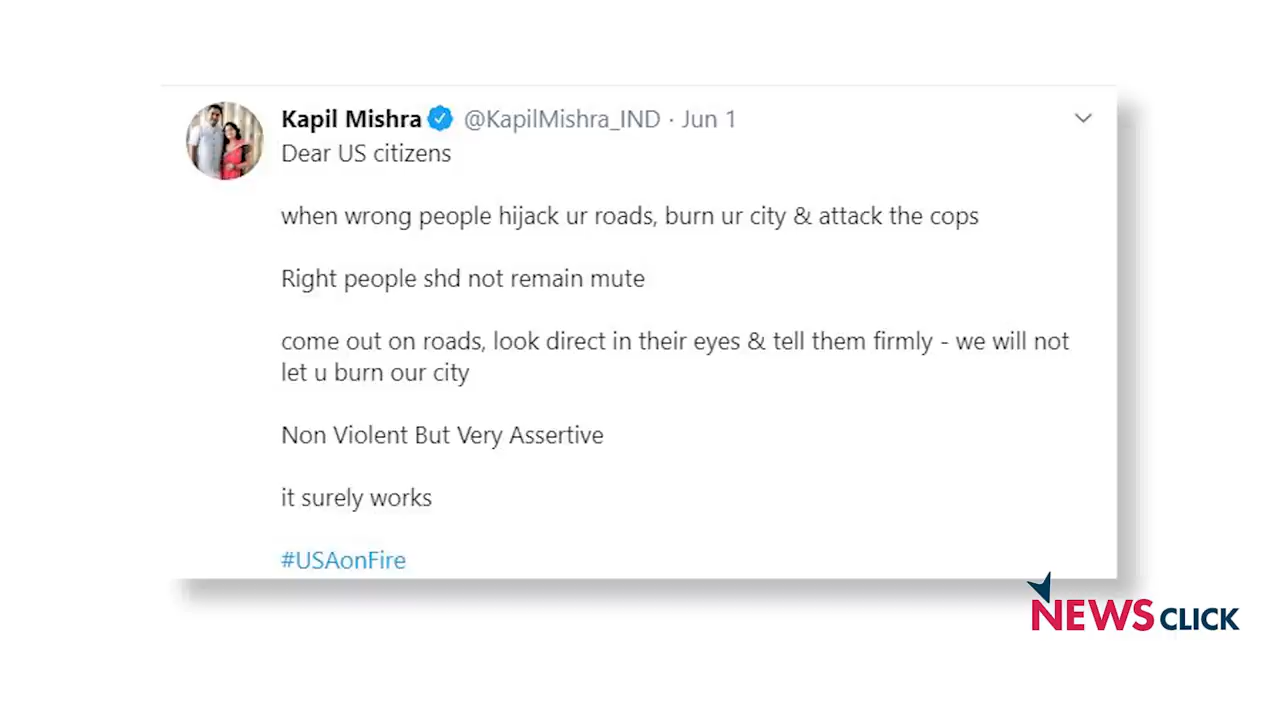 Kapil Mishra @KapilMishra_IND · Jun 1
Dear US citizens
when wrong people hijack ur roads, burn ur city & attack the cops
Right people shd not remain mute
come out on roads, look direct in their eyes & tell them firmly - we will not
let u burn our city
Non Violent But Very Assertive
it surely works
#USAonFire
NEWSCLICK